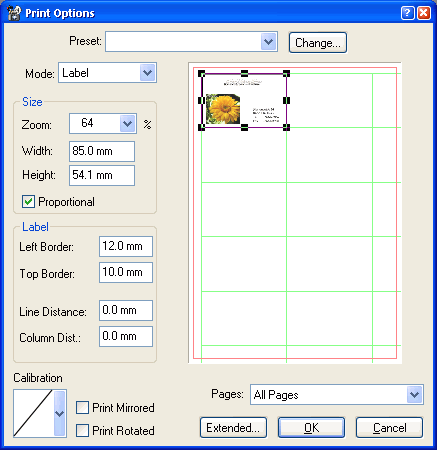 Print Options
Preset:
Change...
Mode: Label
Size
Zoom: 64 %
Width: 85.0 mm
Height: 54.1 mm
Proportional
Label
Left Border: 12.0 mm
Top Border: 10.0 mm
Line Distance: 0.0 mm
Column Dist.: 0.0 mm
Calibration
Print Mirrored
Print Rotated
Pages: All Pages
Extended...
OK
Cancel